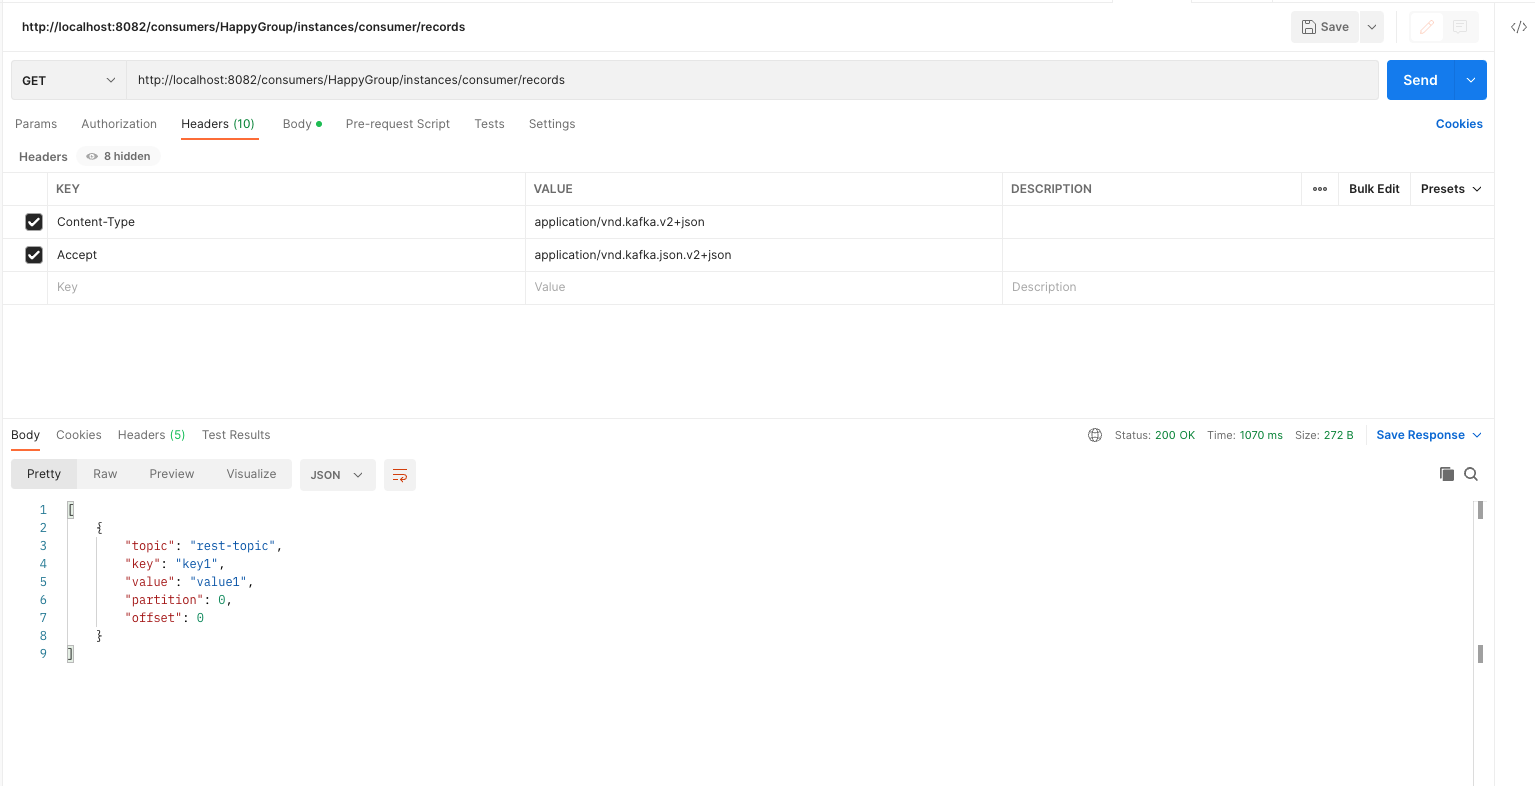 http://localhost:8082/consumers/HappyGroup/instances/consumer/records
Save
GET http://localhost:8082/consumers/HappyGroup/instances/consumer/records Send
Params Authorization Headers (10) Body Pre-request Script Tests Settings Cookies
Headers 8 hidden
KEY VALUE DESCRIPTION ••• Bulk Edit Presets
Content-Type application/vnd.kafka.v2+json
Accept application/vnd.kafka.json.v2+json
Key Value Description
Body Cookies Headers (5) Test Results Status: 200 OK Time: 1070 ms Size: 272 B Save Response
Pretty Raw Preview Visualize JSON
1 [
2 {
3 "topic": "rest-topic",
4 "key": "key1",
5 "value": "value1",
6 "partition": 0,
7 "offset": 0
8 }
9 ]